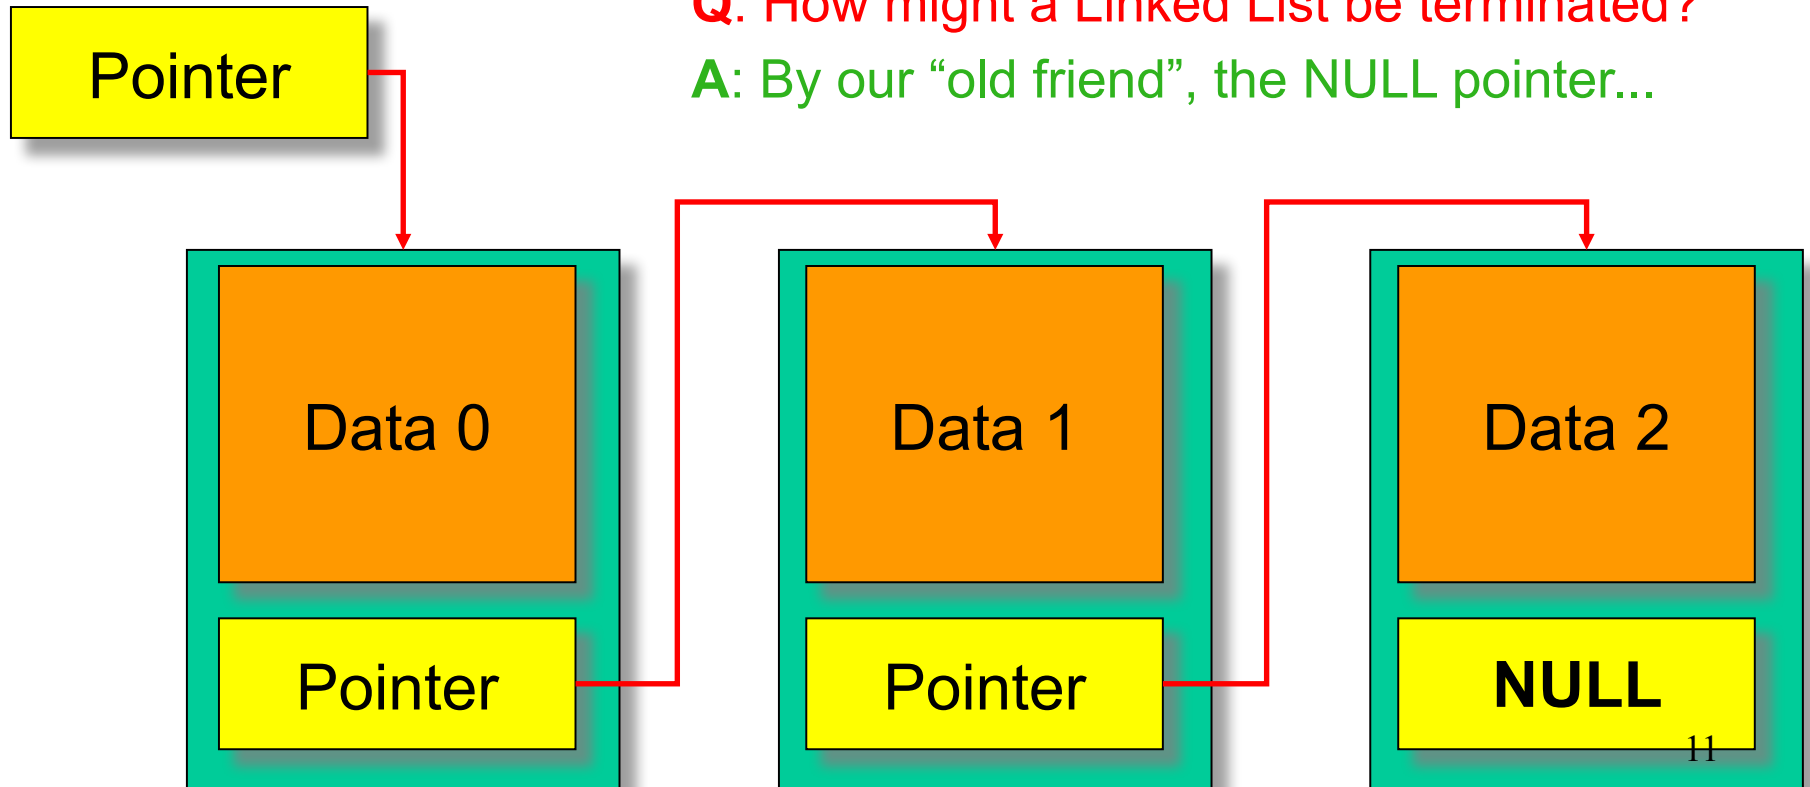 Q: How might a Linked List be terminated?
Pointer
A: By our “old friend”, the NULL pointer...
Data 0
Data 1
Data 2
Pointer
Pointer
NULL
11